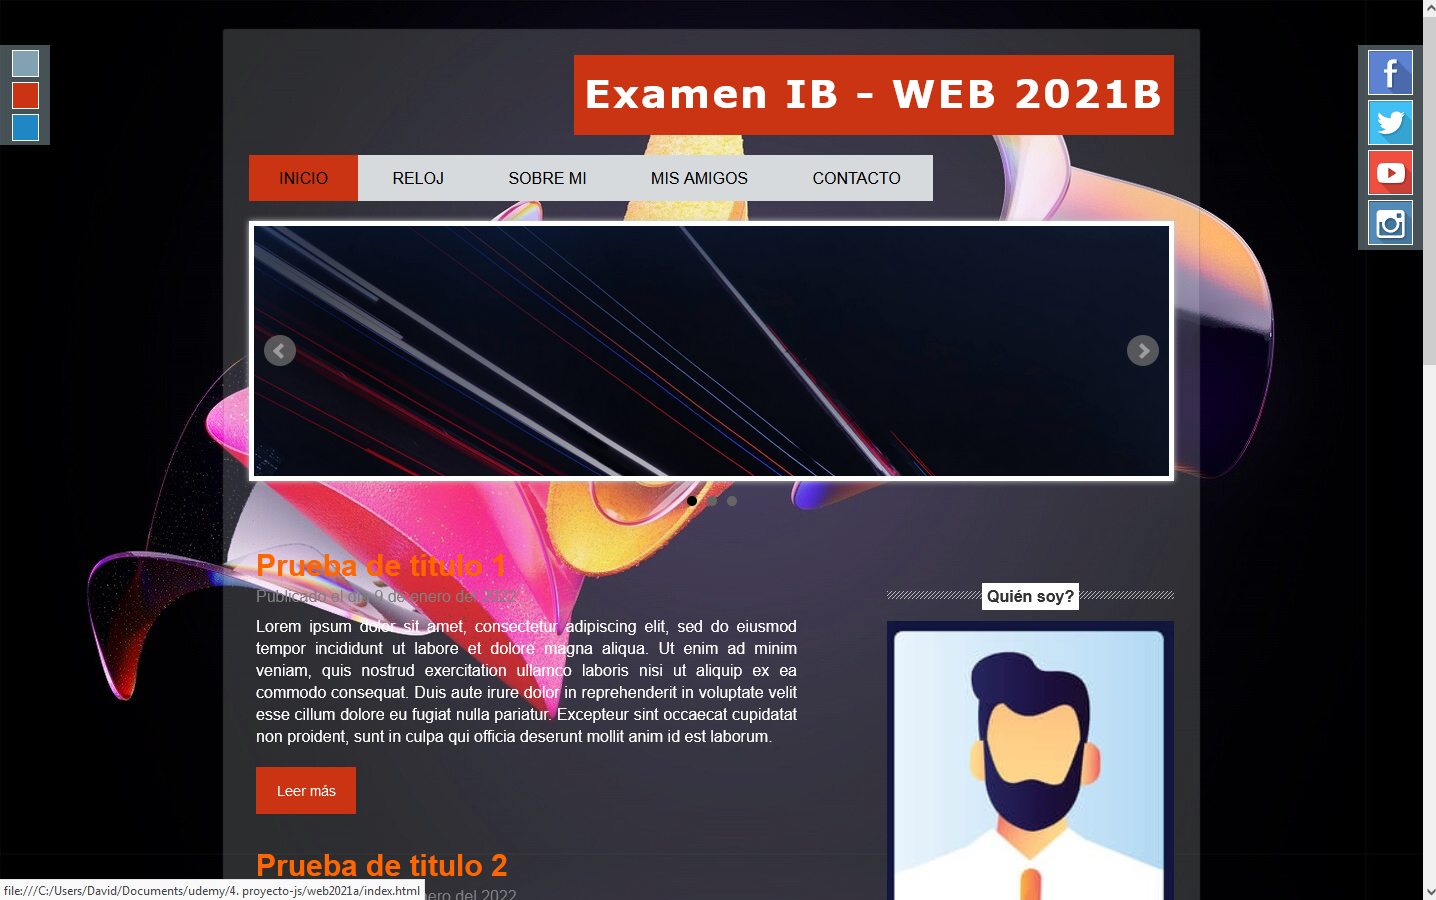 Examen IB - WEB 2021B
INICIO RELOJ SOBRE MI MIS AMIGOS CONTACTO
Prueba de titulo 1
Publicado el dia 9 de enero del 2022
Lorem ipsum dolor sit amet, consectetur adipiscing elit, sed do eiusmod
tempor incididunt ut labore et dolore magna aliqua. Ut enim ad minim
veniam, quis nostrud exercitation ullamco laboris nisi ut aliquip ex ea
commodo consequat. Duis aute irure dolor in reprehenderit in voluptate velit
esse cillum dolore eu fugiat nulla pariatur. Excepteur sint occaecat cupidatat
non proident, sunt in culpa qui officia deserunt mollit anim id est laborum.
Leer más
Prueba de titulo 2
enero del 2022
Quién soy?
file:///C:/Users/David/Documents/udemy/4. proyecto-js/web2021a/index.html